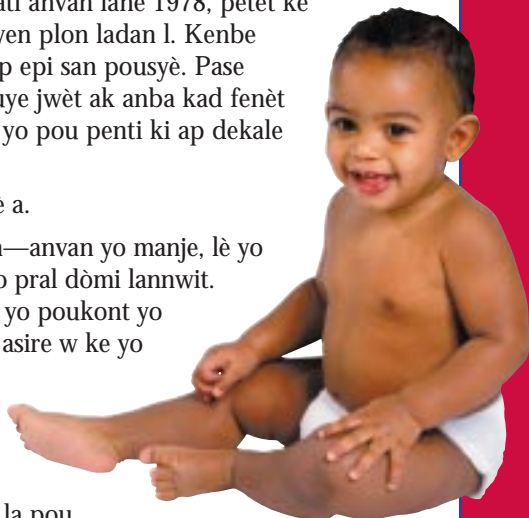 ati anvan lane 1978, petèt ke
yen plon ladan l. Kenbe
p epi san pousyè. Pase
uye jwèt ak anba kad fenèt
yo pou penti ki ap dekale
è a.
—anvan yo manje, lè yo
o pral dòmi lannwit.
yo poukont yo
asire w ke yo
la pou